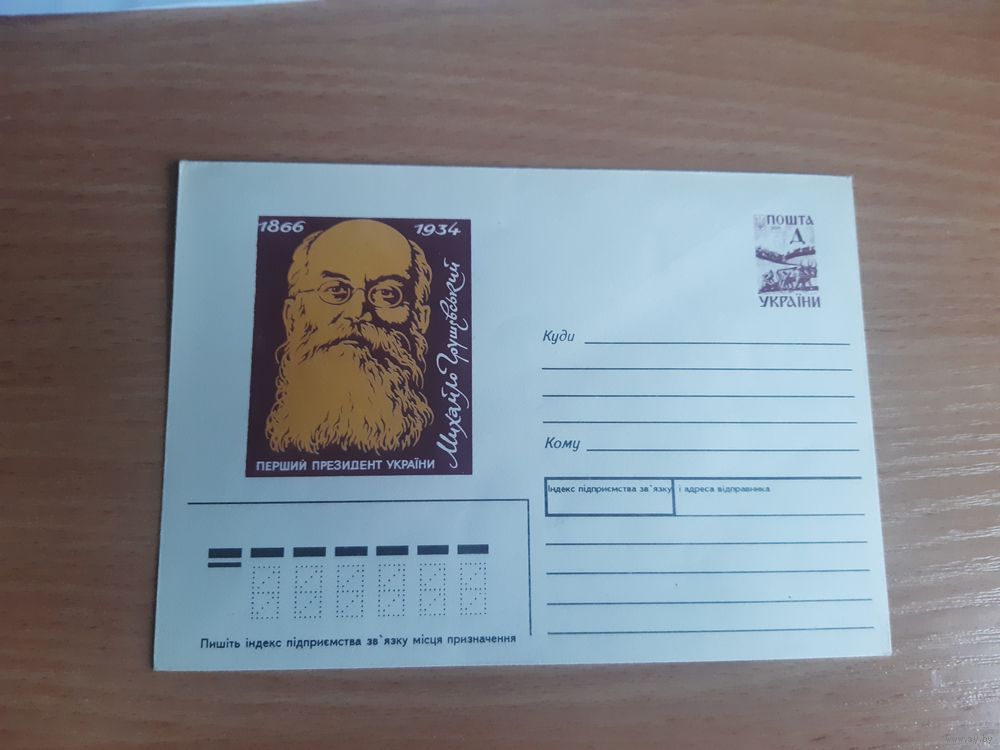 1866 1934
Михайло Грушевський
ПЕРШИЙ ПРЕЗИДЕНТ УКРАЇНИ
ПОШТА
Д
УКРАЇНИ
Куди
Кому
Індекс підприємства зв`язку і адреса відправника
Пишіть індекс підприємства зв`язку місця призначення